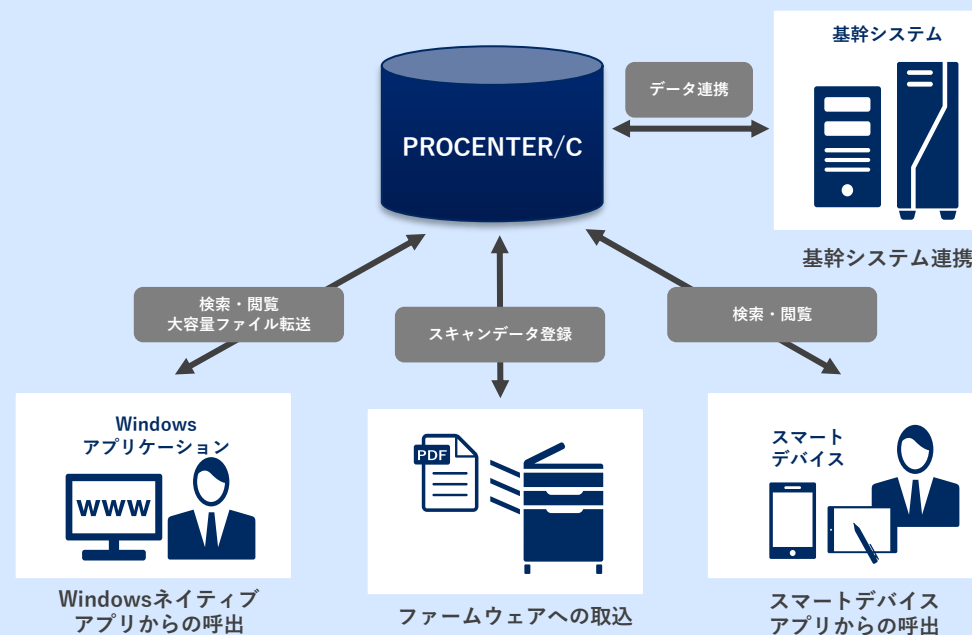 基幹システム
データ連携
PROCENTER/C
基幹システム連携
検索・閲覧
大容量ファイル転送
スキャンデータ登録
検索・閲覧
Windows
アプリケーション
WWW
PDF
スマート
デバイス
Windowsネイティブ
アプリからの呼出
ファームウェアへの取込
スマートデバイス
アプリからの呼出